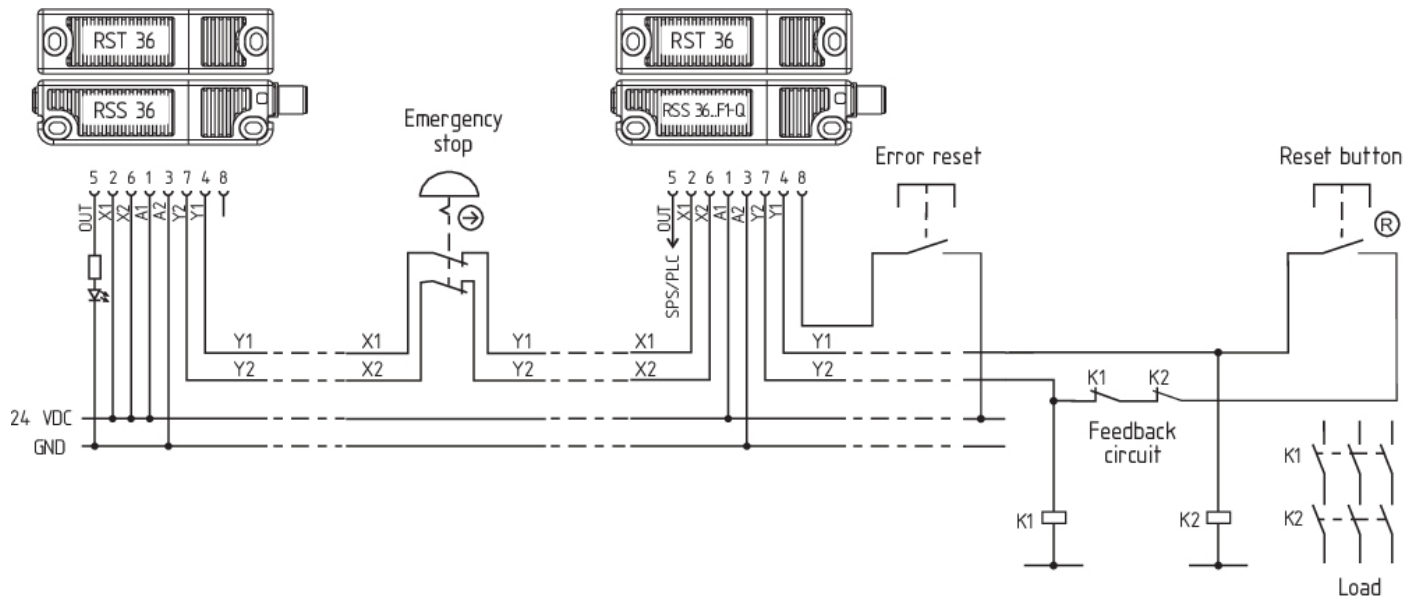 RST 36
RST 36
RSS 36
RSS 36...F1-Q
Emergency
stop
Error reset
Reset button
5 2 6 1 3 7 4 8
5 2 6 1 3 7 4 8
OUT
X1
X2
A1
A2
Y2
Y1
OUT
X1
X2
A1
A2
Y2
Y1
R
SPS/PLC
Y1
X1
Y1
X1
Y1
Y2
X2
Y2
X2
Y2
K1
K2
24 VDC
GND
Feedback
circuit
K1
K2
K1
K2
Load